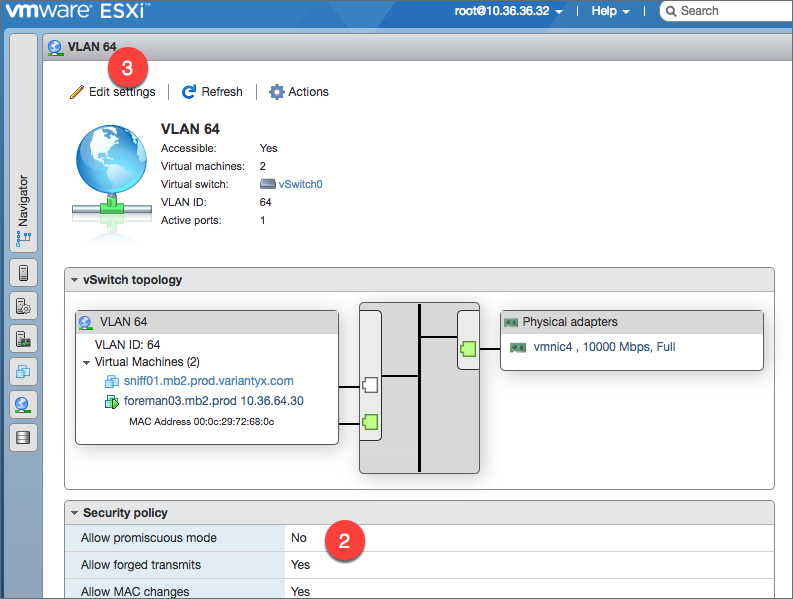 vmware ESXi™
root@10.36.36.32 | Help | Search
Navigator
VLAN 64
3
Edit settings | Refresh | Actions
VLAN 64
Accessible: Yes
Virtual machines: 2
Virtual switch: vSwitch0
VLAN ID: 64
Active ports: 1
vSwitch topology
VLAN 64
VLAN ID: 64
Virtual Machines (2)
sniff01.mb2.prod.variantyx.com
foreman03.mb2.prod 10.36.64.30
MAC Address 00:0c:29:72:68:0c
Physical adapters
vmnic4 , 10000 Mbps, Full
Security policy
Allow promiscuous mode No
2
Allow forged transmits Yes
Allow MAC changes Yes